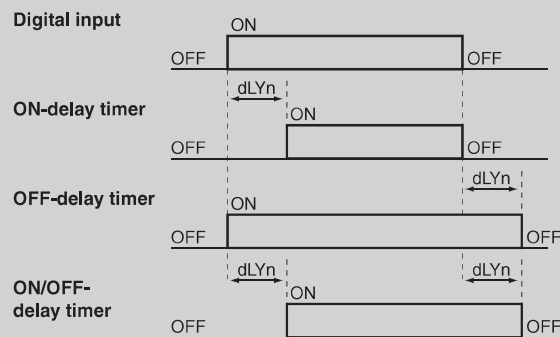 Digital input
ON
OFF
OFF
dLYn
ON-delay timer
ON
OFF
OFF
dLYn
OFF-delay timer
ON
OFF
OFF
dLYn
dLYn
ON/OFF-
delay timer
ON
OFF
OFF